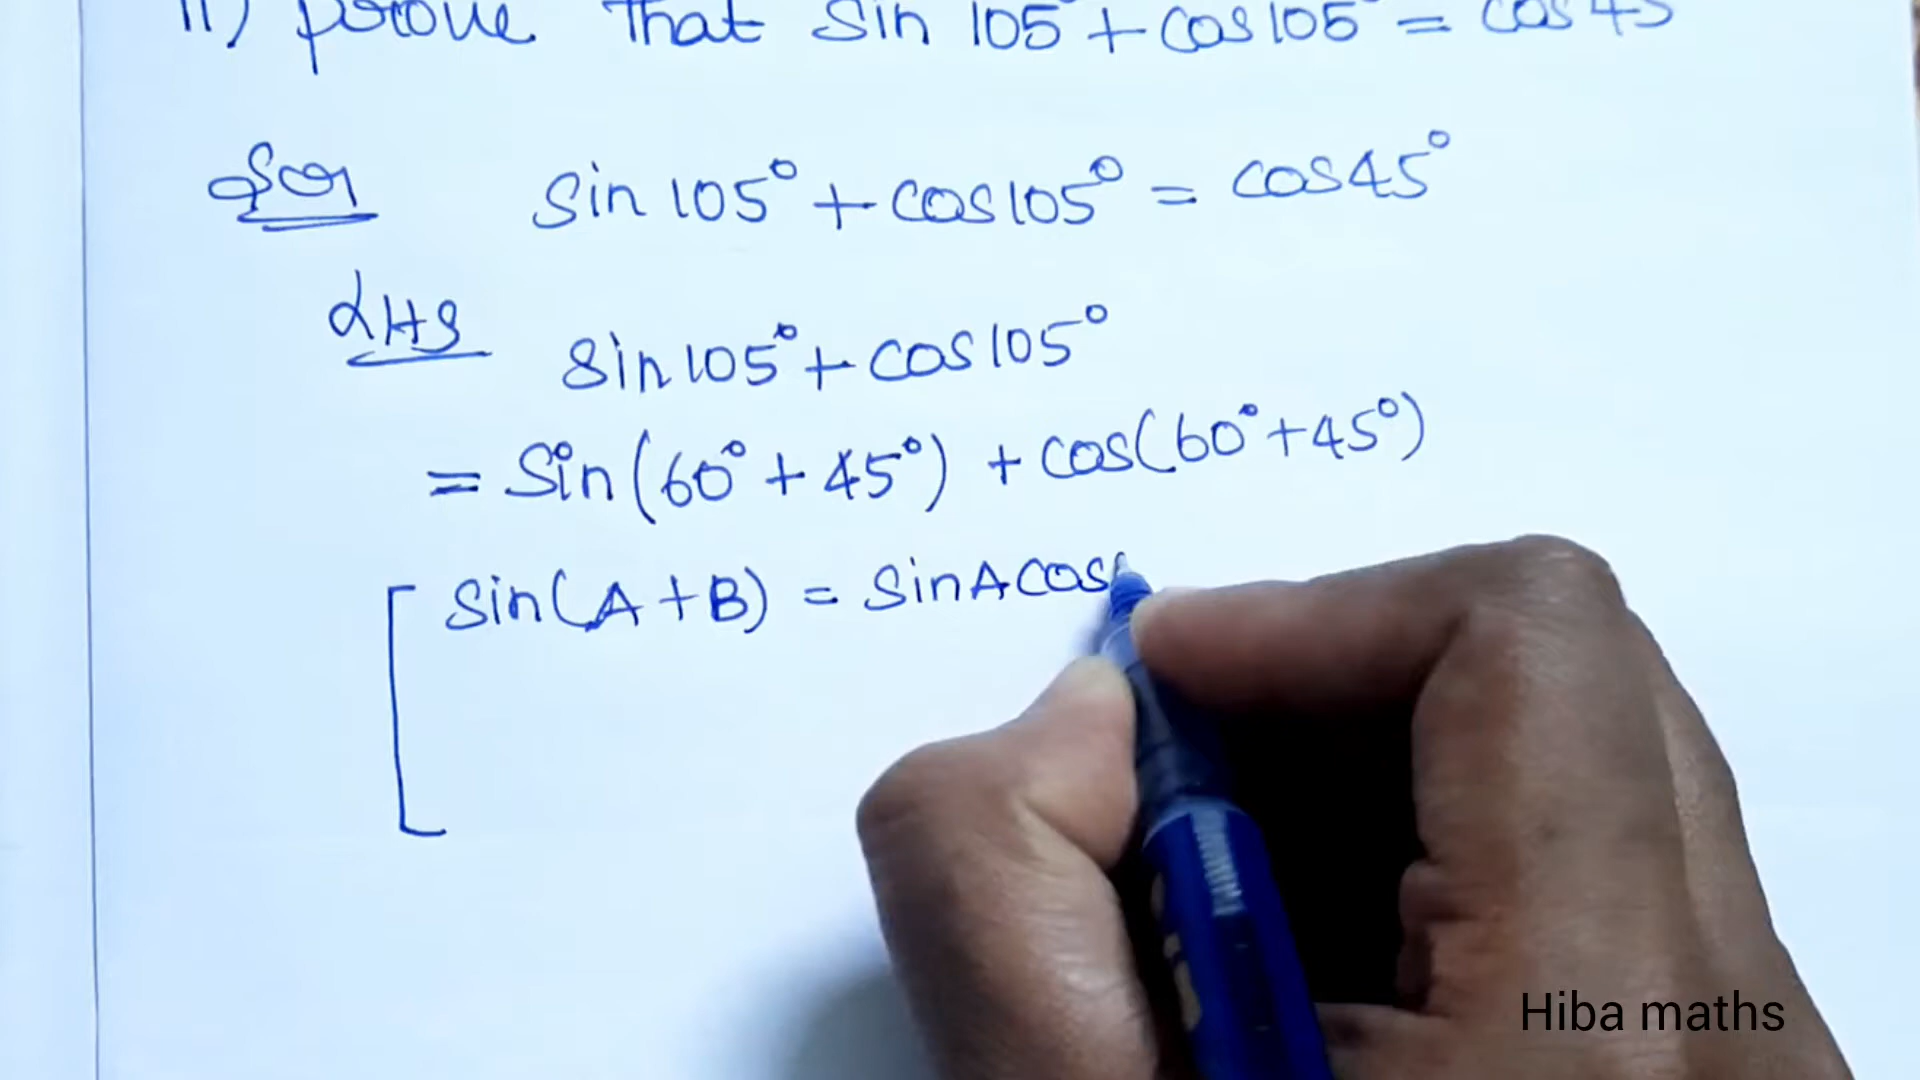 11) prove that Sin 105° + cos 105° = cos 45
Sol Sin 105° + cos 105° = cos 45°
LHS Sin 105° + cos 105°
= Sin (60° + 45°) + cos (60° + 45°)
[ Sin (A + B) = Sin A cos
Hiba maths